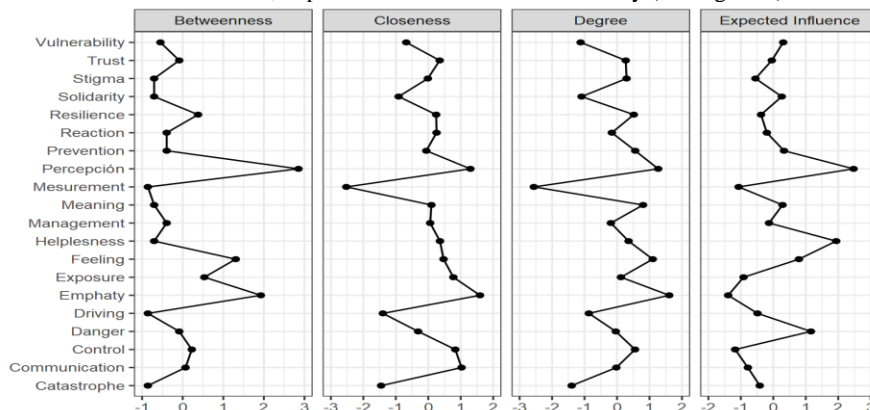 Betweenness Closeness Degree Expected Influence
Vulnerability
Trust
Stigma
Solidarity
Resilience
Reaction
Prevention
Percepción
Mesurement
Meaning
Management
Helplesness
Feeling
Exposure
Emphaty
Driving
Danger
Control
Communication
Catastrophe
-1 0 1 2 3 -3 -2 -1 0 1 2 -2 -1 0 1 2 -2 -1 0 1 2